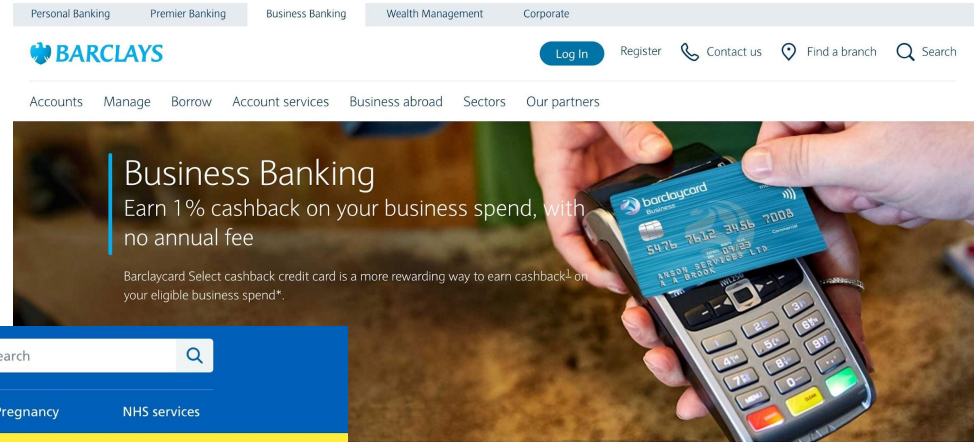 Personal Banking Premier Banking Business Banking Wealth Management Corporate
BARCLAYS
Log In Register Contact us Find a branch Search
Accounts Manage Borrow Account services Business abroad Sectors Our partners
Business Banking
Earn 1% cashback on your business spend, with
no annual fee
Barclaycard Select cashback credit card is a more rewarding way to earn cashback1 on
your eligible business spend*.
barclaycard
Business
5476 7612 3456 7008
09/23
Commercial
ANSON SERVICES LTD
A A BROOK
earch
Pregnancy NHS services